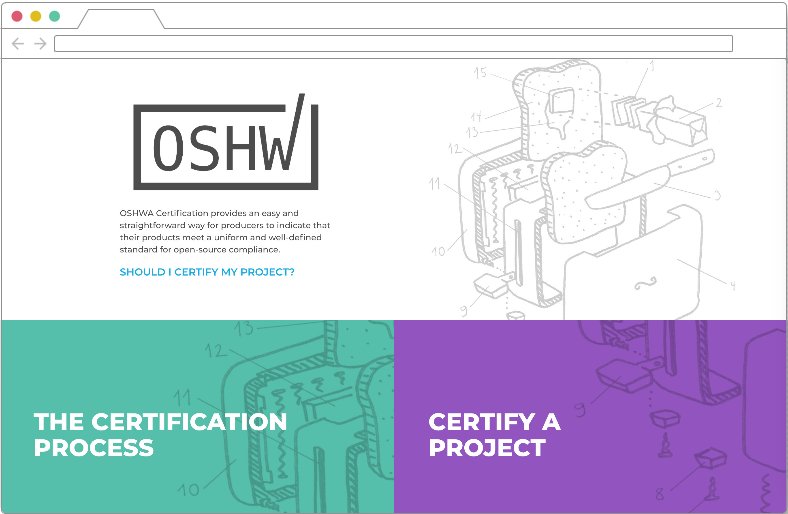 OSHW
OSHWA Certification provides an easy and
straightforward way for producers to indicate that
their products meet a uniform and well-defined
standard for open-source compliance.
SHOULD I CERTIFY MY PROJECT?
15
1
2
14
13
12
11
3
10
9
4
13
12
11
10
THE CERTIFICATION
PROCESS
9
8
CERTIFY A
PROJECT